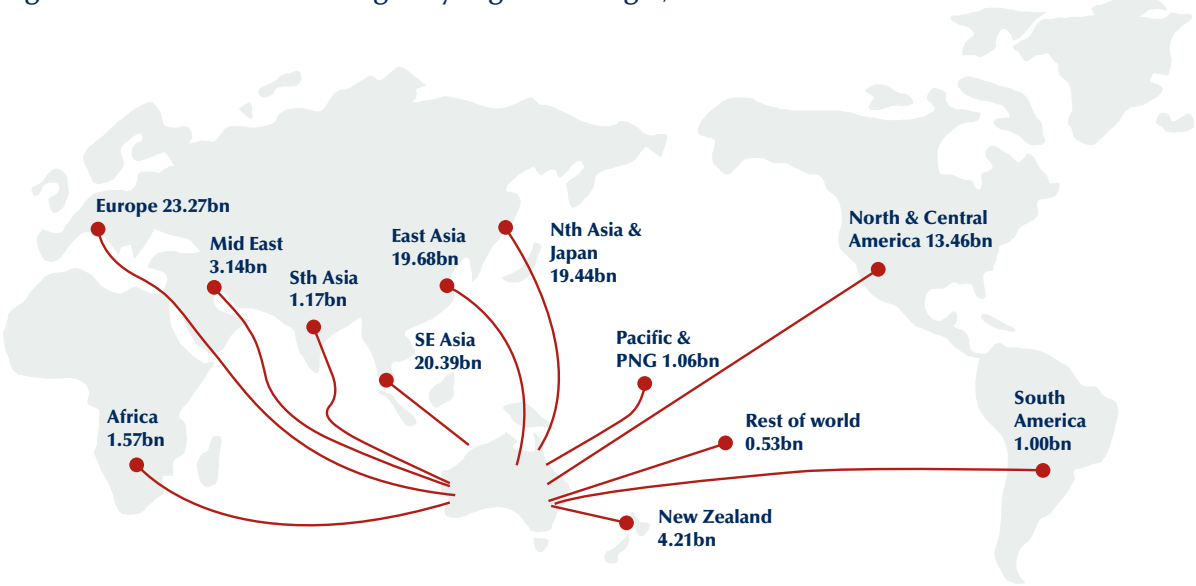 Europe 23.27bn
Mid East
3.14bn
Sth Asia
1.17bn
East Asia
19.68bn
Nth Asia &
Japan
19.44bn
North & Central
America 13.46bn
SE Asia
20.39bn
Pacific &
PNG 1.06bn
Africa
1.57bn
Rest of world
0.53bn
South
America
1.00bn
New Zealand
4.21bn